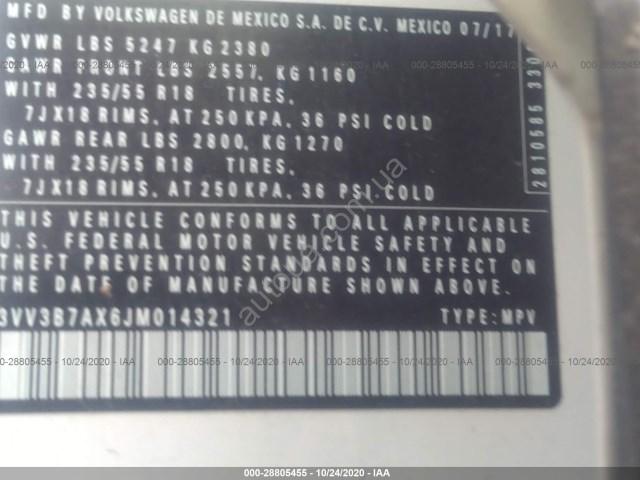 MFD BY VOLKSWAGEN DE MEXICO S.A. DE C.V. MEXICO 07/17
GVWR LBS 5247 KG 2380
GAWR FRONT LBS 2557, KG 1160
WITH 235/55 R18 TIRES,
7JX18 RIMS, AT 250 KPA, 36 PSI COLD
GAWR REAR LBS 2800, KG 1270
WITH 235/55 R18 TIRES,
7JX18 RIMS, AT 250 KPA, 36 PSI COLD
THIS VEHICLE CONFORMS TO ALL APPLICABLE
U.S. FEDERAL MOTOR VEHICLE SAFETY AND
THEFT PREVENTION STANDARDS IN EFFECT ON
THE DATE OF MANUFACTURE SHOWN ABOVE.
3VV3B7AX6JM014321 TYPE: MPV
2810585
000-28805455 - 10/24/2020 - IAA